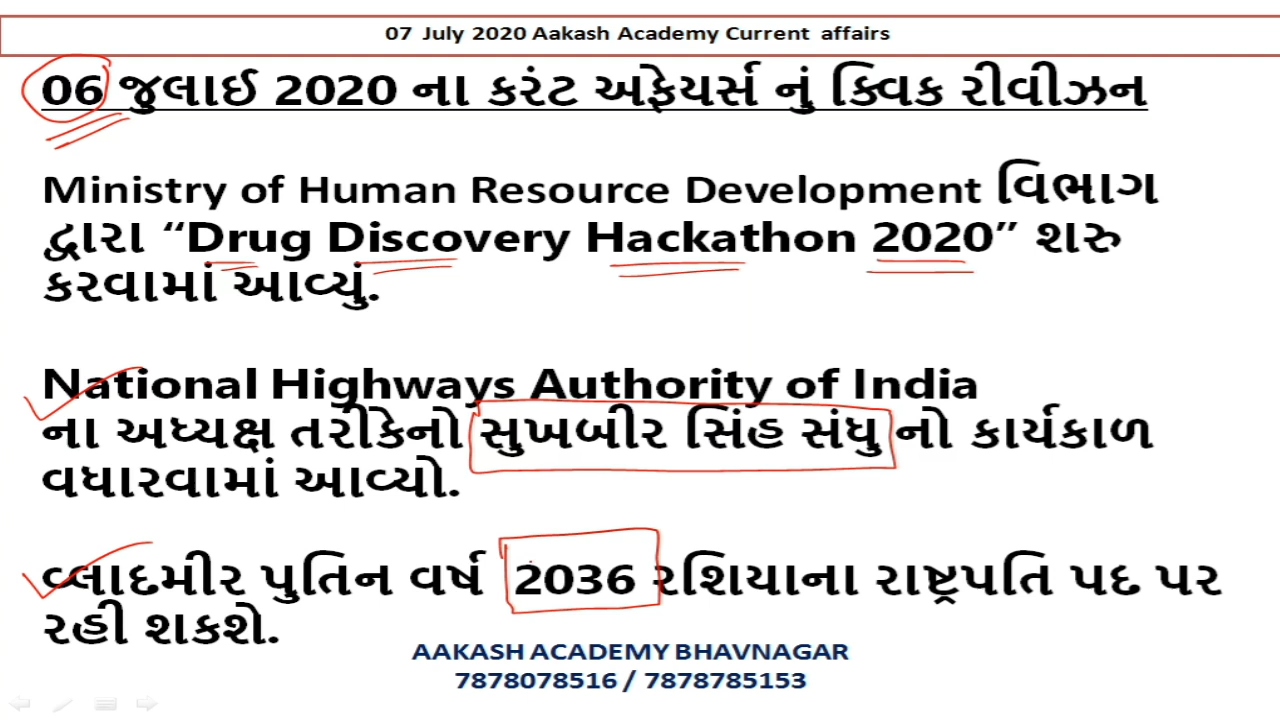 07 July 2020 Aakash Academy Current affairs
06 જુલાઈ 2020 ના કરંટ અફેયર્સ નું ક્વિક રીવીઝન
Ministry of Human Resource Development વિભાગ
દ્વારા “Drug Discovery Hackathon 2020” શરુ
કરવામાં આવ્યું.
National Highways Authority of India
ના અધ્યક્ષ તરીકેનો સુખબીર સિંહ સંધુ નો કાર્યકાળ
વધારવામાં આવ્યો.
વ્લાદમીર પુતિન વર્ષ 2036 રશિયાના રાષ્ટ્રપતિ પદ પર
રહી શકશે.
AAKASH ACADEMY BHAVNAGAR
7878078516 / 7878785153